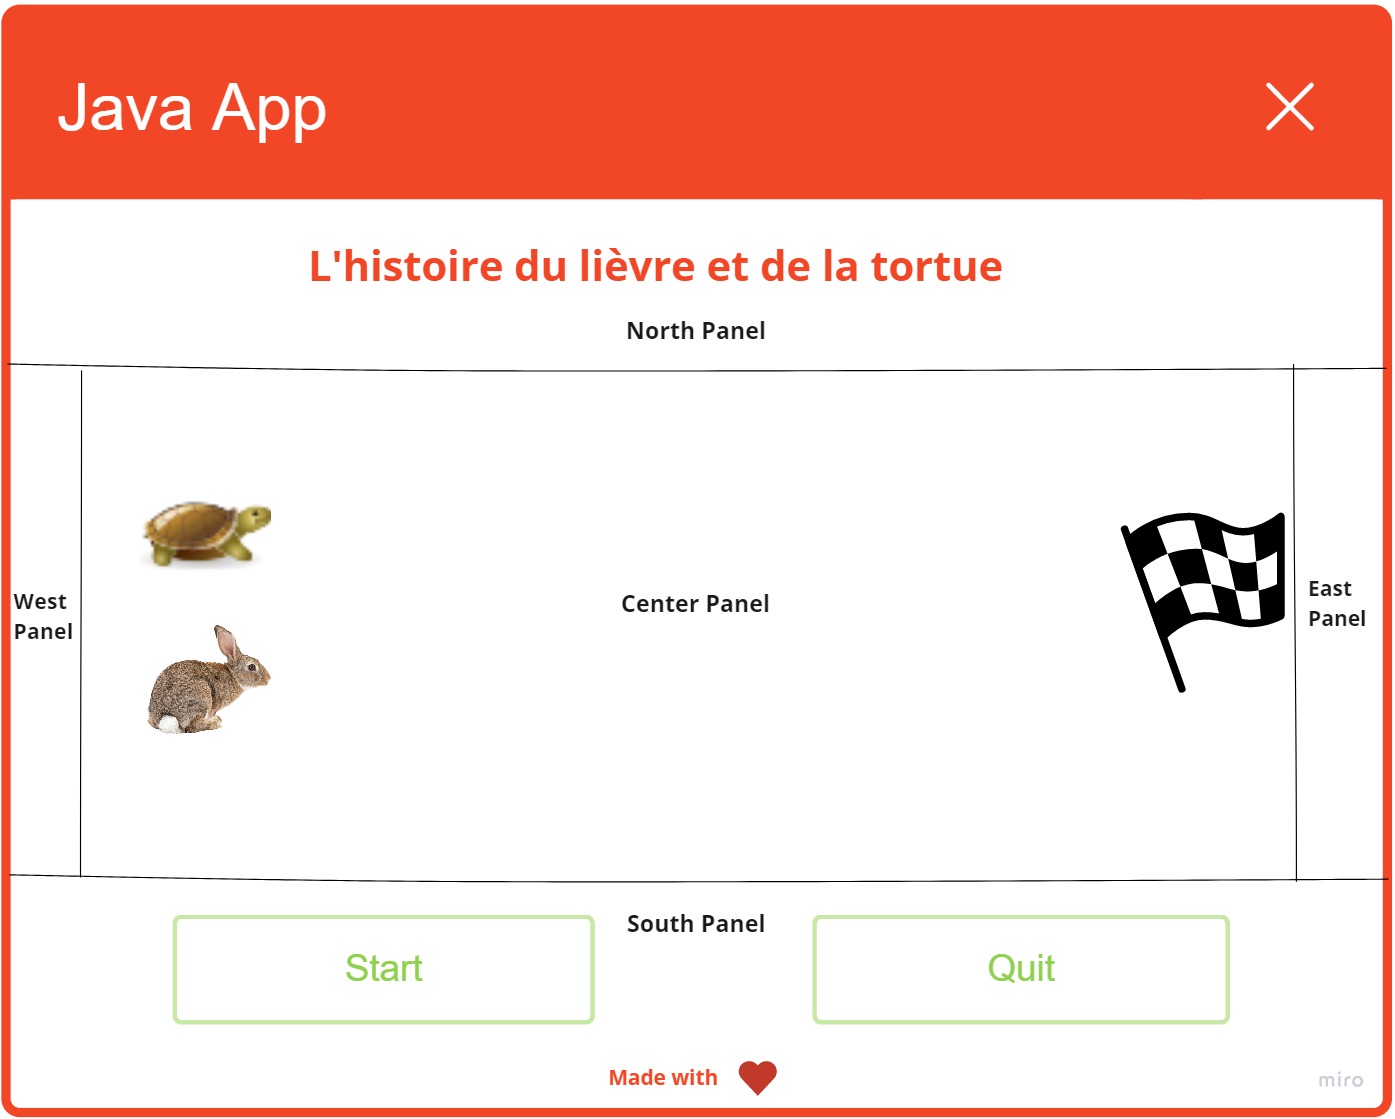 Java App
L'histoire du lièvre et de la tortue
North Panel
West
Panel
Center Panel
East
Panel
South Panel
Start
Quit
Made with
miro